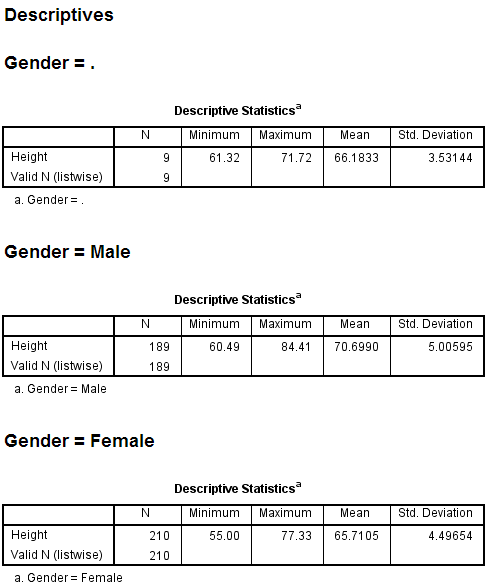 Descriptives
Gender = .
Descriptive Statisticsa
N Minimum Maximum Mean Std. Deviation
Height 9 61.32 71.72 66.1833 3.53144
Valid N (listwise) 9
a. Gender = .
Gender = Male
Descriptive Statisticsa
N Minimum Maximum Mean Std. Deviation
Height 189 60.49 84.41 70.6990 5.00595
Valid N (listwise) 189
a. Gender = Male
Gender = Female
Descriptive Statisticsa
N Minimum Maximum Mean Std. Deviation
Height 210 55.00 77.33 65.7105 4.49654
Valid N (listwise) 210
a. Gender = Female